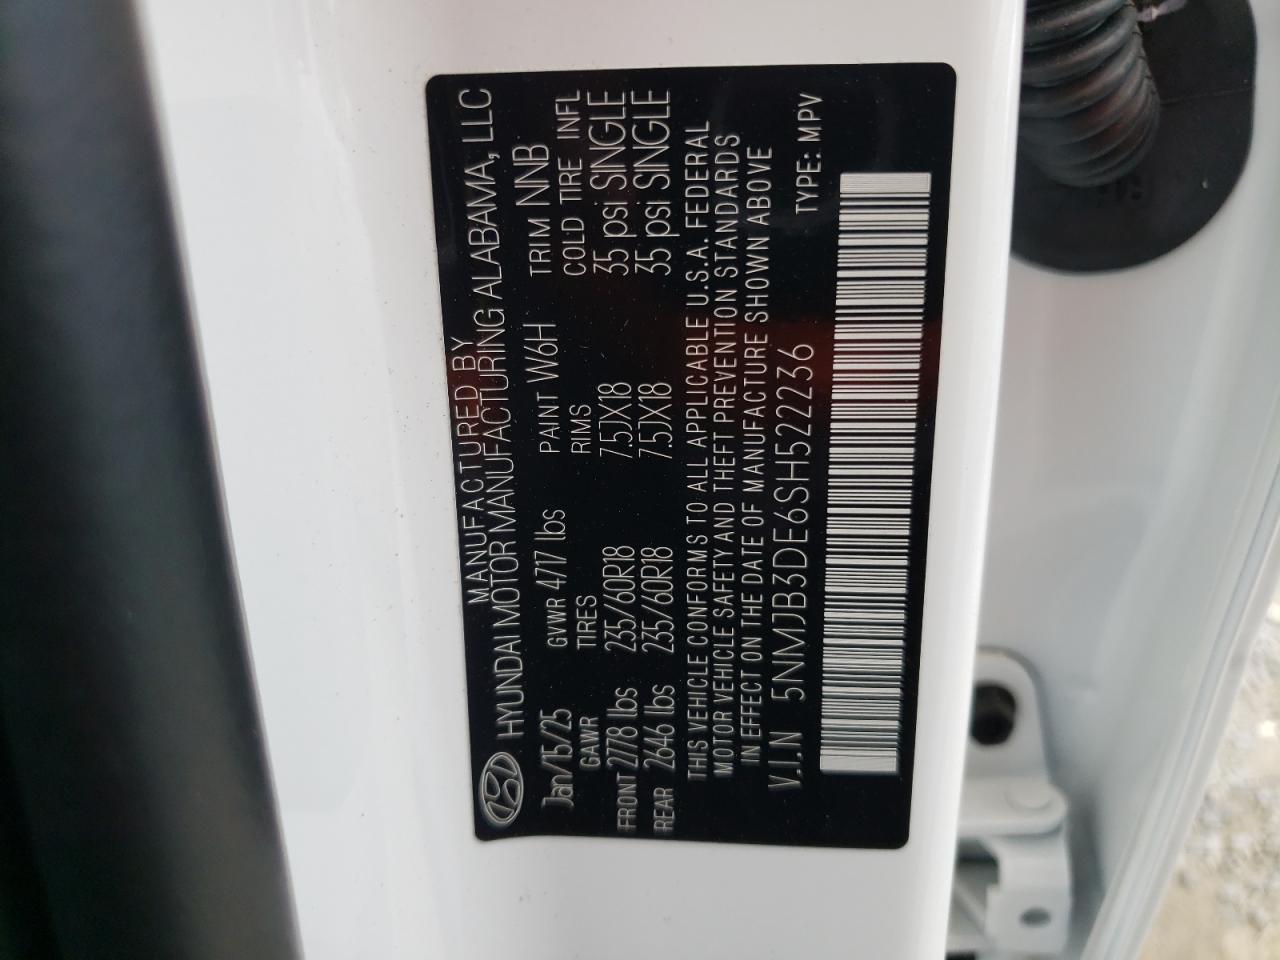 MANUFACTURED BY
HYUNDAI MOTOR MANUFACTURING ALABAMA, LLC
Jan/15/25 GVWR 4717 lbs PAINT W6H TRIM NNB
GAWR TIRES RIMS COLD TIRE INFL
FRONT 2778 lbs 235/60R18 7.5JX18 35 psi SINGLE
REAR 2646 lbs 235/60R18 7.5JX18 35 psi SINGLE
THIS VEHICLE CONFORMS TO ALL APPLICABLE U.S.A. FEDERAL
MOTOR VEHICLE SAFETY AND THEFT PREVENTION STANDARDS
IN EFFECT ON THE DATE OF MANUFACTURE SHOWN ABOVE
V.I.N 5NMJB3DE6SH522236 TYPE: MPV